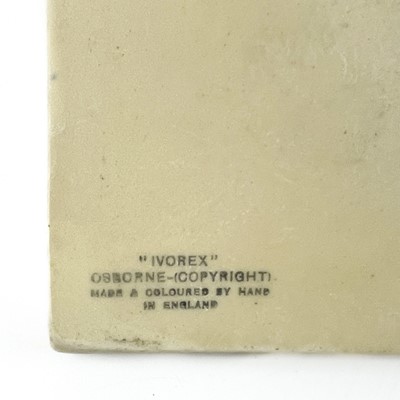 "IVOREX"
OSBORNE-(COPYRIGHT).
MADE & COLOURED BY HAND
IN ENGLAND